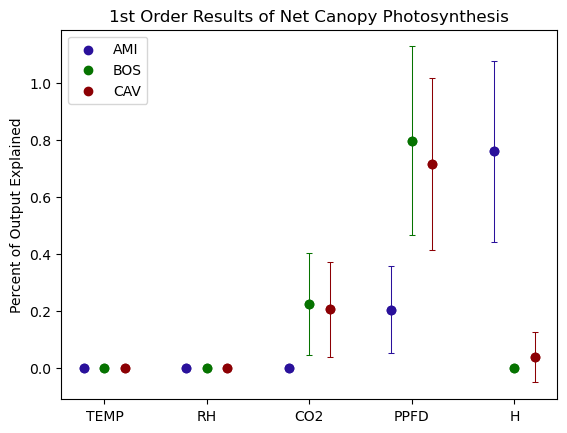 1st Order Results of Net Canopy Photosynthesis
AMI
BOS
CAV
Percent of Output Explained
1.0
0.8
0.6
0.4
0.2
0.0
TEMP RH CO2 PPFD H